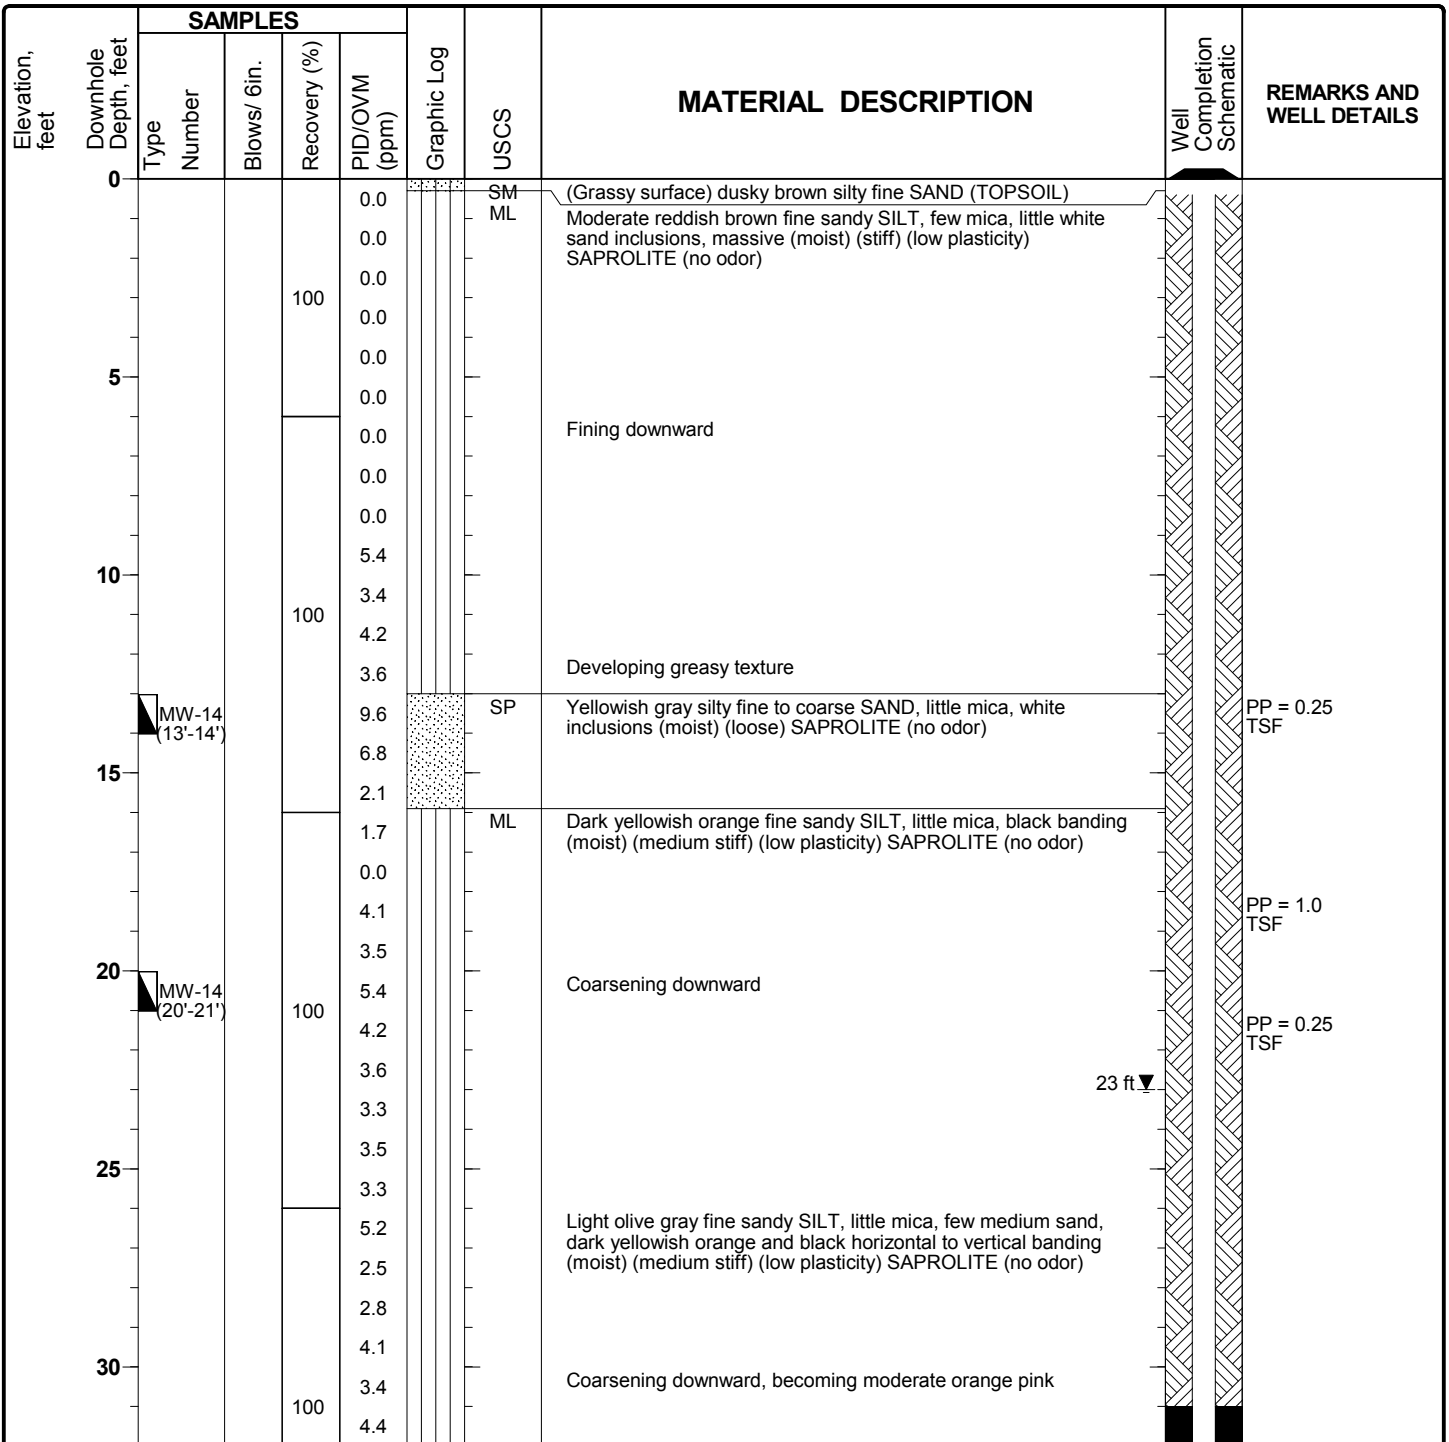 SAMPLES
Elevation,
feet
Downhole
Depth, feet
Type
Number
Blows/ 6in.
Recovery (%)
PID/OVM
(ppm)
Graphic Log
USCS
MATERIAL DESCRIPTION
Well
Completion
Schematic
REMARKS AND
WELL DETAILS
0
0.0
SM
(Grassy surface) dusky brown silty fine SAND (TOPSOIL)
ML
Moderate reddish brown fine sandy SILT, few mica, little white
0.0
sand inclusions, massive (moist) (stiff) (low plasticity)
SAPROLITE (no odor)
0.0
100
0.0
0.0
5
0.0
0.0
Fining downward
0.0
0.0
5.4
10
3.4
100
4.2
3.6
Developing greasy texture
MW-14
(13'-14')
9.6
SP
Yellowish gray silty fine to coarse SAND, little mica, white
inclusions (moist) (loose) SAPROLITE (no odor)
PP = 0.25
TSF
6.8
15
2.1
1.7
ML
Dark yellowish orange fine sandy SILT, little mica, black banding
(moist) (medium stiff) (low plasticity) SAPROLITE (no odor)
0.0
4.1
PP = 1.0
TSF
3.5
20
MW-14
(20'-21')
5.4
Coarsening downward
100
4.2
PP = 0.25
TSF
3.6
23 ft
3.3
3.5
25
3.3
5.2
Light olive gray fine sandy SILT, little mica, few medium sand,
dark yellowish orange and black horizontal to vertical banding
(moist) (medium stiff) (low plasticity) SAPROLITE (no odor)
2.5
2.8
4.1
30
3.4
Coarsening downward, becoming moderate orange pink
100
4.4